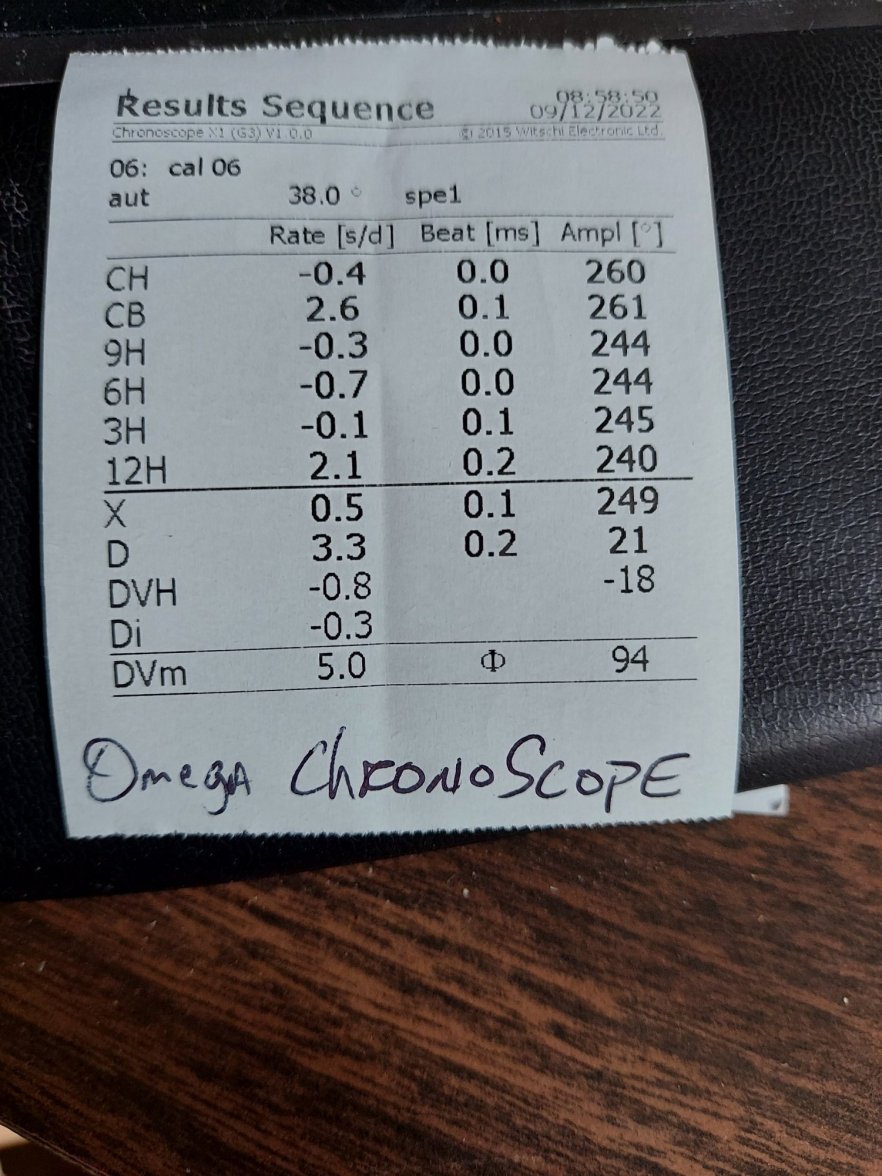 Results Sequence 08:58:50
09/12/2022
Chronoscope X1 (G3) V1.0.0 © 2015 Witschi Electronic Ltd.
06: cal 06
aut 38.0 ° spe1
Rate [s/d] Beat [ms] Ampl [°]
CH -0.4 0.0 260
CB 2.6 0.1 261
9H -0.3 0.0 244
6H -0.7 0.0 244
3H -0.1 0.1 245
12H 2.1 0.2 240
X 0.5 0.1 249
D 3.3 0.2 21
DVH -0.8 -18
Di -0.3
DVm 5.0 Φ 94
Omega ChronoScope